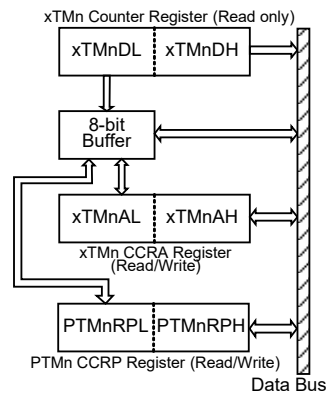 xTMn Counter Register (Read only)
xTMnDL xTMnDH
8-bit
Buffer
xTMnAL xTMnAH
xTMn CCRA Register
(Read/Write)
PTMnRPL PTMnRPH
PTMn CCRP Register (Read/Write)
Data Bus